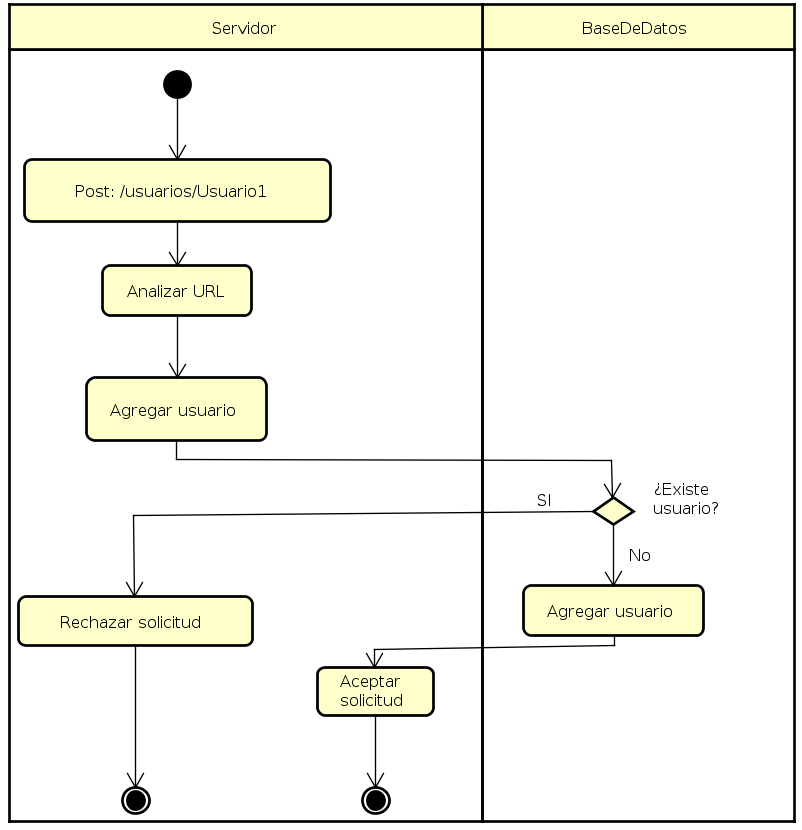 Servidor
BaseDeDatos
Post: /usuarios/Usuario1
Analizar URL
Agregar usuario
¿Existe
usuario?
SI
No
Agregar usuario
Rechazar solicitud
Aceptar
solicitud